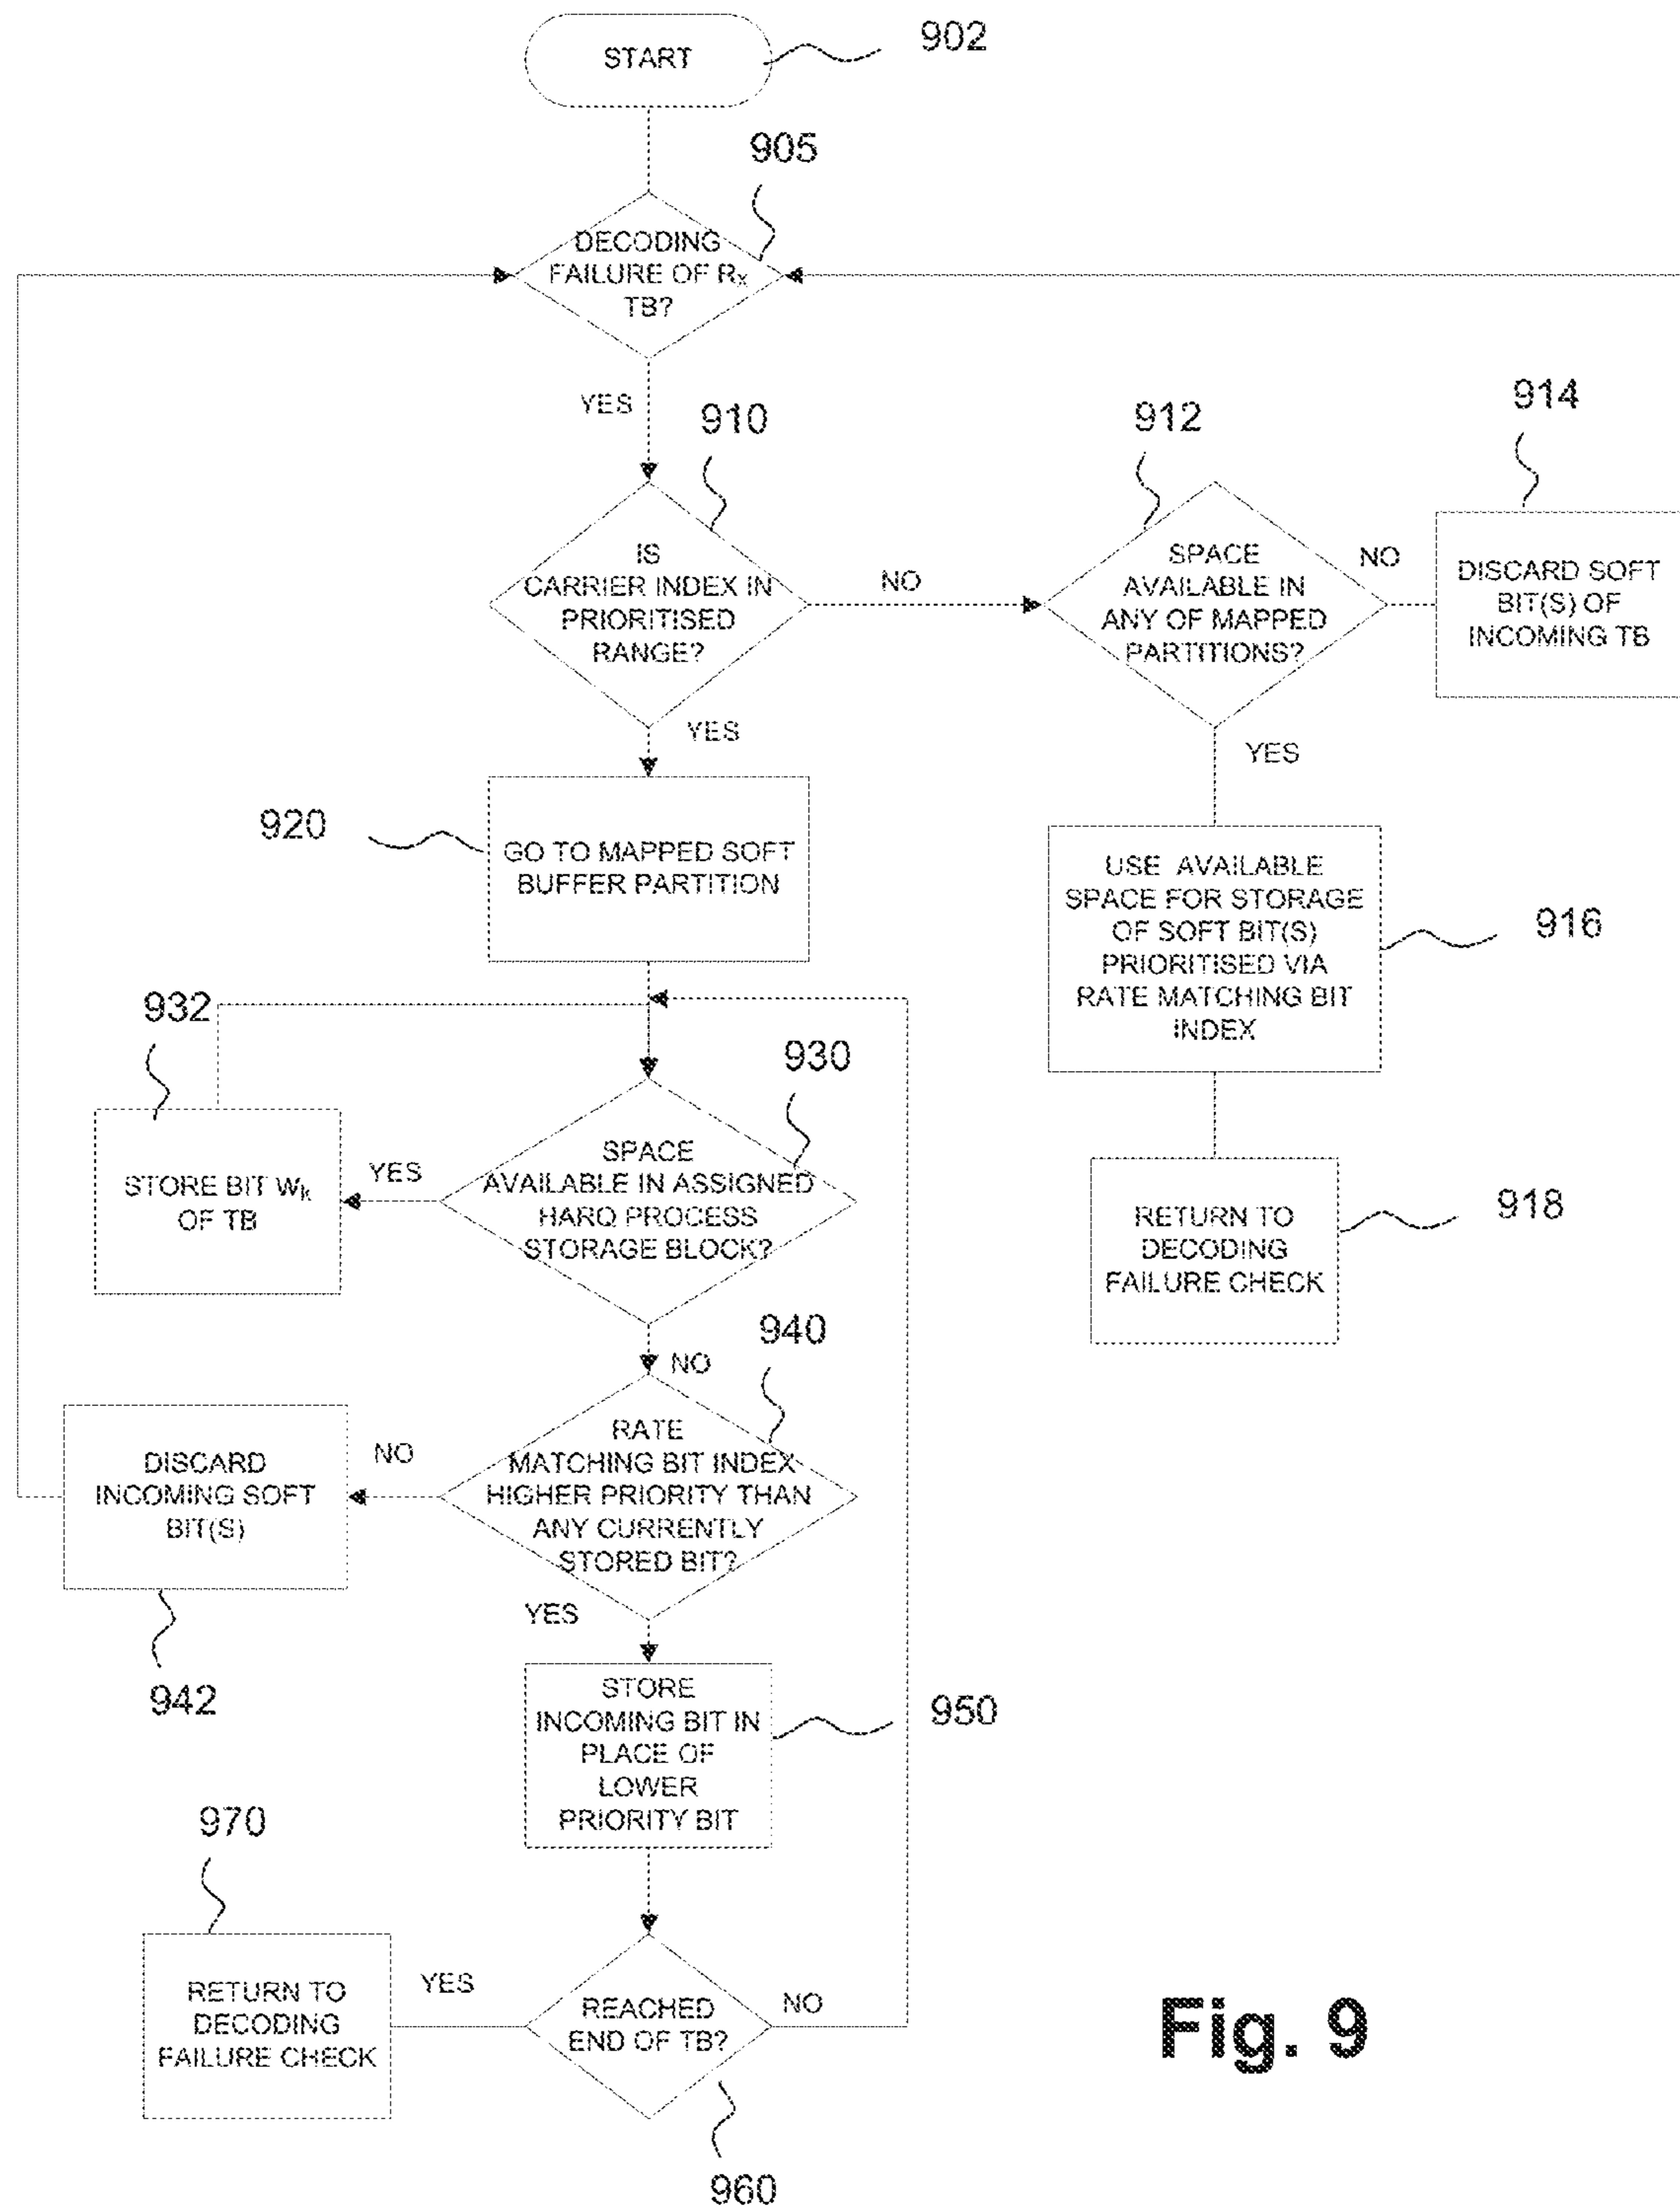 START
902
905
DECODING
FAILURE OF Rx
TB?
YES
910
912
914
IS
CARRIER INDEX IN
PRIORITISED
RANGE?
NO
SPACE
AVAILABLE IN
ANY OF MAPPED
PARTITIONS?
NO
DISCARD SOFT
BIT(S) OF
INCOMING TB
YES
YES
920
GO TO MAPPED SOFT
BUFFER PARTITION
USE AVAILABLE
SPACE FOR STORAGE
OF SOFT BIT(S)
PRIORITISED VIA
RATE MATCHING BIT
INDEX
916
932
930
STORE BIT Wk
OF TB
YES
SPACE
AVAILABLE IN ASSIGNED
HARQ PROCESS
STORAGE BLOCK?
RETURN TO
DECODING
FAILURE CHECK
918
NO
940
DISCARD
INCOMING SOFT
BIT(S)
NO
RATE
MATCHING BIT INDEX
HIGHER PRIORITY THAN
ANY CURRENTLY
STORED BIT?
YES
942
STORE
INCOMING BIT IN
PLACE OF
LOWER
PRIORITY BIT
950
970
RETURN TO
DECODING
FAILURE CHECK
YES
REACHED
END OF TB?
NO
960
Fig. 9